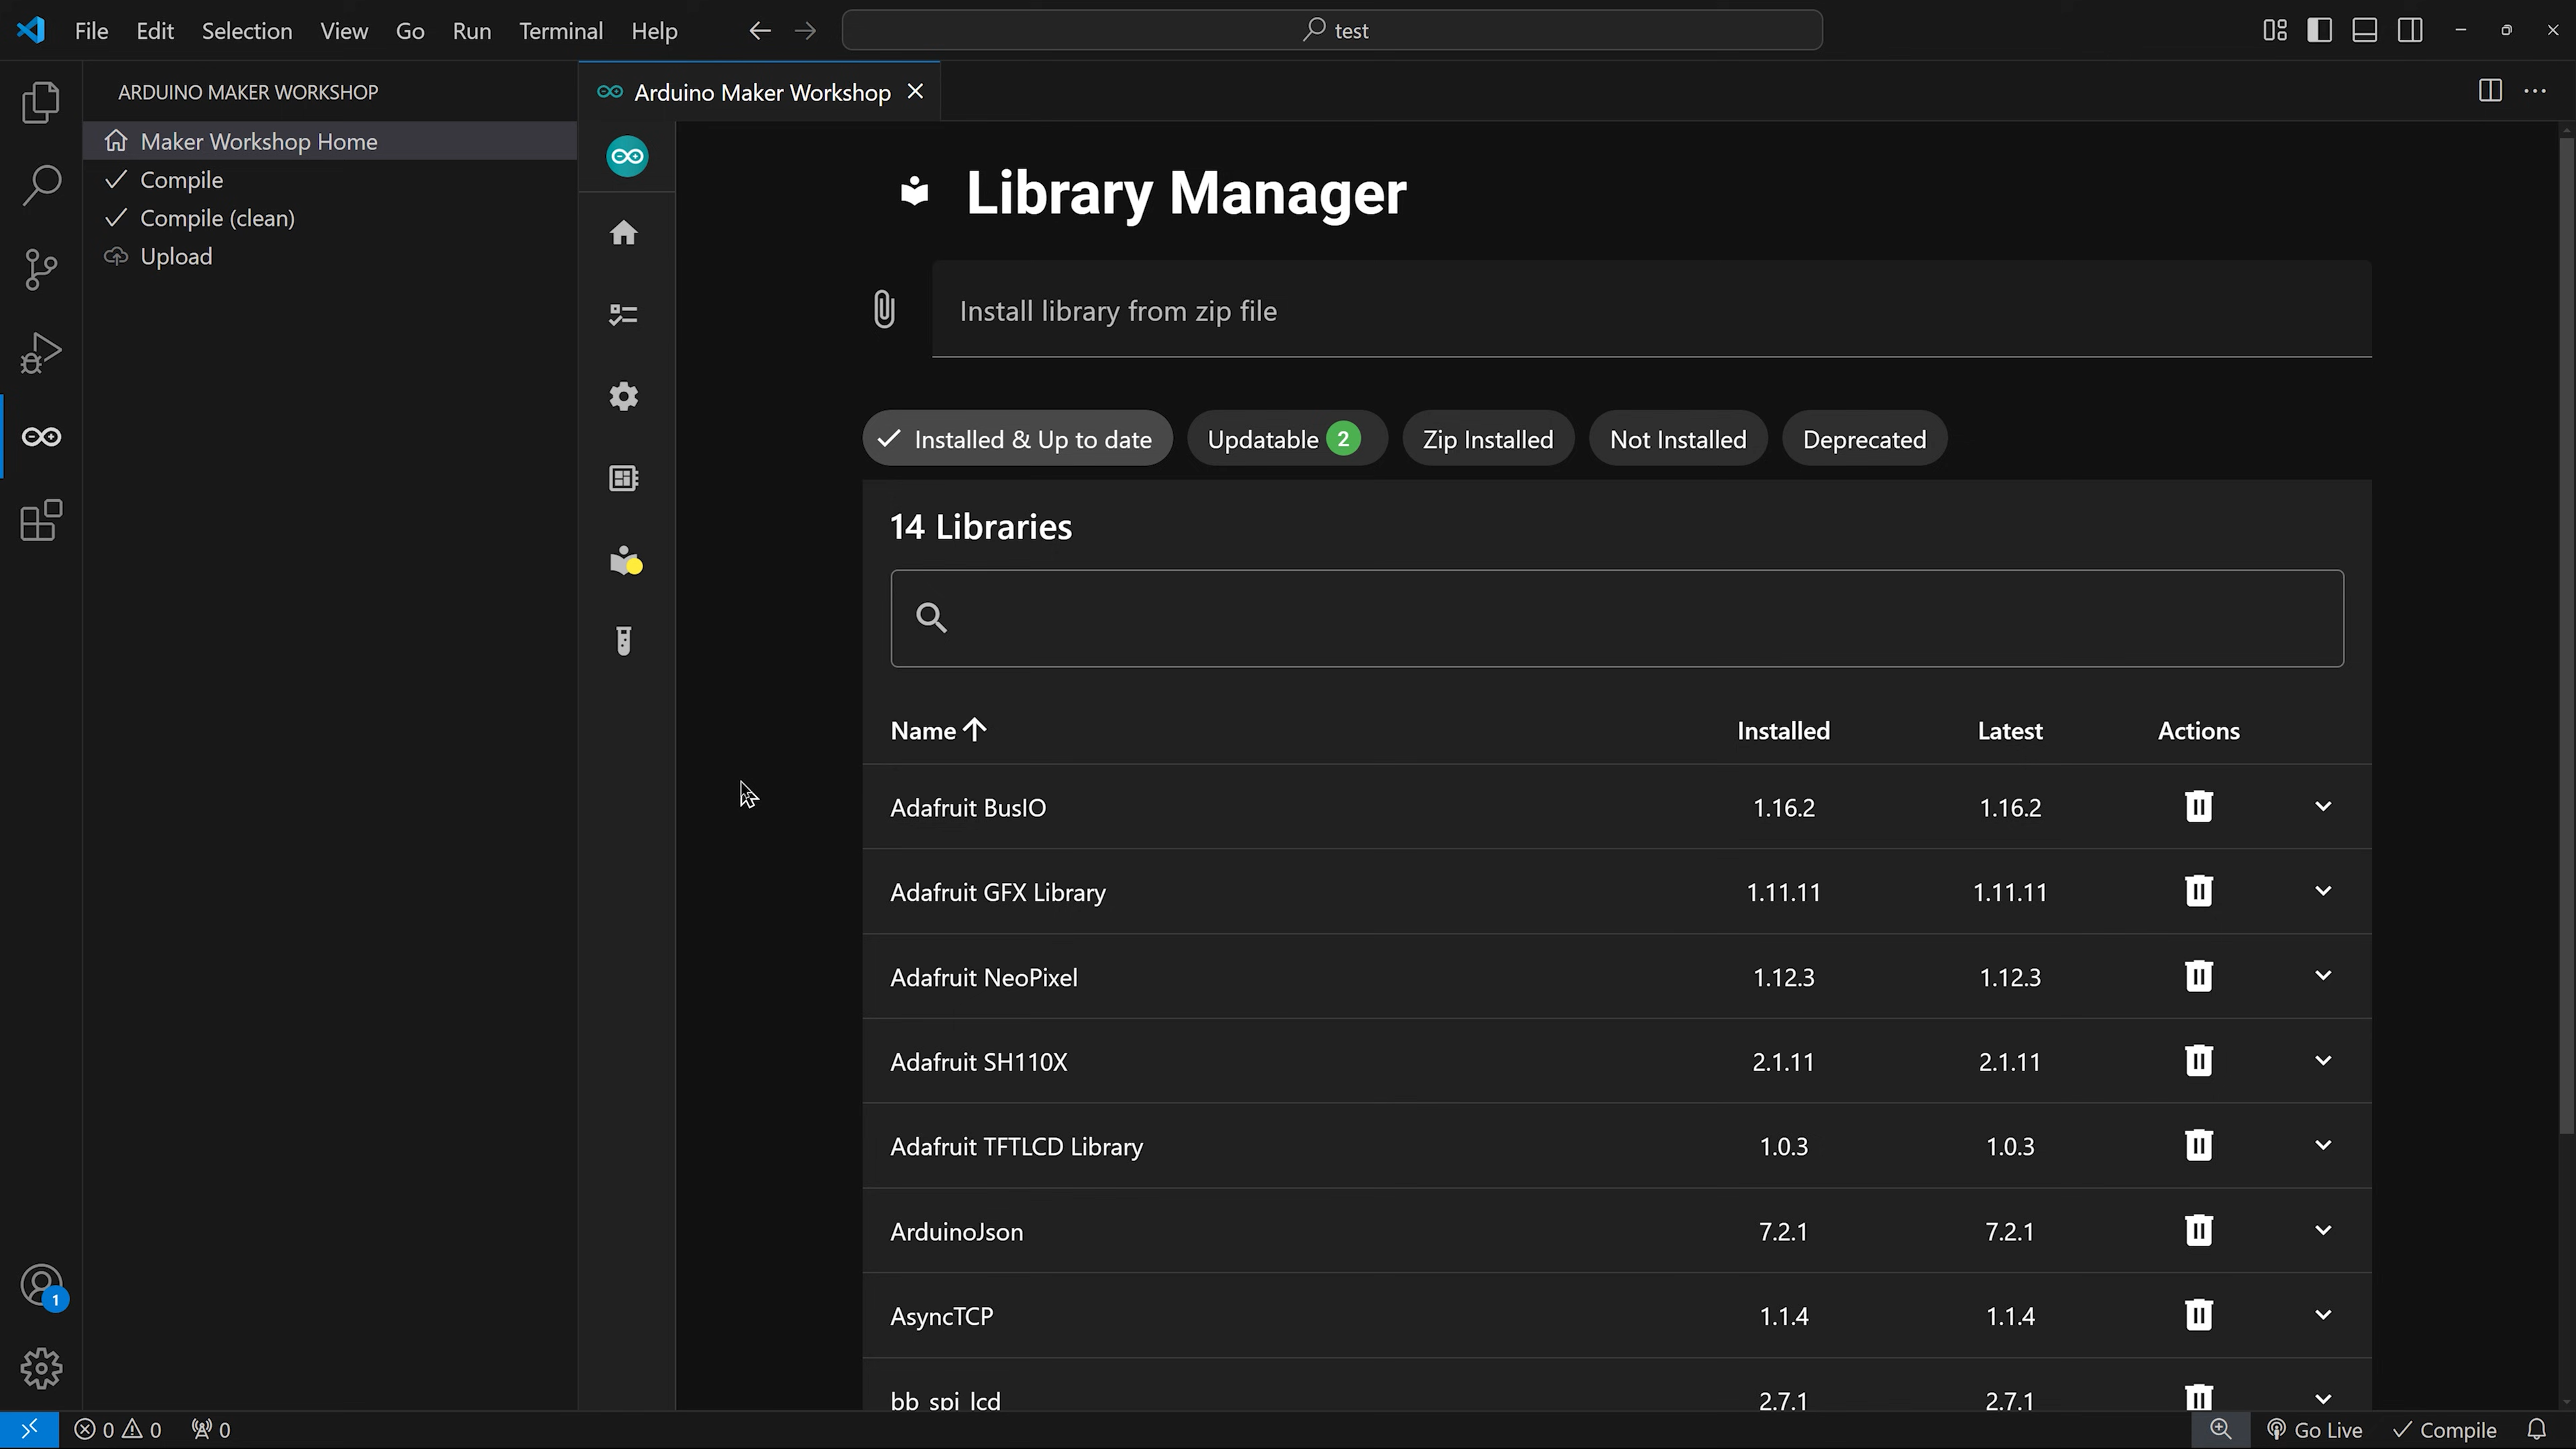 File Edit Selection View Go Run Terminal Help
test
ARDUINO MAKER WORKSHOP
Maker Workshop Home
Compile
Compile (clean)
Upload
Arduino Maker Workshop
Library Manager
Install library from zip file
Installed & Up to date
Updatable 2
Zip Installed
Not Installed
Deprecated
14 Libraries
Name Installed Latest Actions
Adafruit BusIO 1.16.2 1.16.2
Adafruit GFX Library 1.11.11 1.11.11
Adafruit NeoPixel 1.12.3 1.12.3
Adafruit SH110X 2.1.11 2.1.11
Adafruit TFTLCD Library 1.0.3 1.0.3
ArduinoJson 7.2.1 7.2.1
AsyncTCP 1.1.4 1.1.4
bb_spi_lcd 2.7.1 2.7.1
1
0 0 0
Go Live Compile